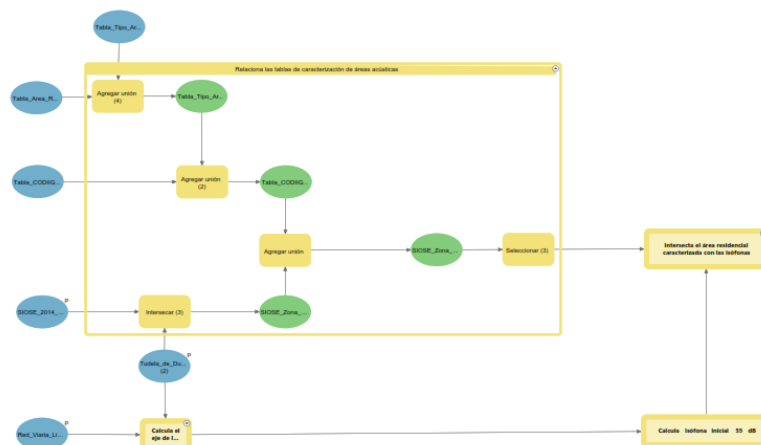 Tabla_Tipo_Ar...
Relaciona las tablas de caracterización de áreas acústicas
Tabla_Area_R...
Agregar unión
(4)
Tabla_Tipo_Ar...
Tabla_CODIIG...
Agregar unión
(2)
Tabla_CODIIG...
Agregar unión
SIOSE_Zona_...
Seleccionar (3)
Intersecta el área residencial
caracterizada con las isófonas
SIOSE_2014_...
P
Intersecar (3)
SIOSE_Zona_...
Tudela_de_Du...
(2)
P
Red_Viaria_Li...
P
Calcula el
eje de l...
Calcula Isófona Inicial 55 dB